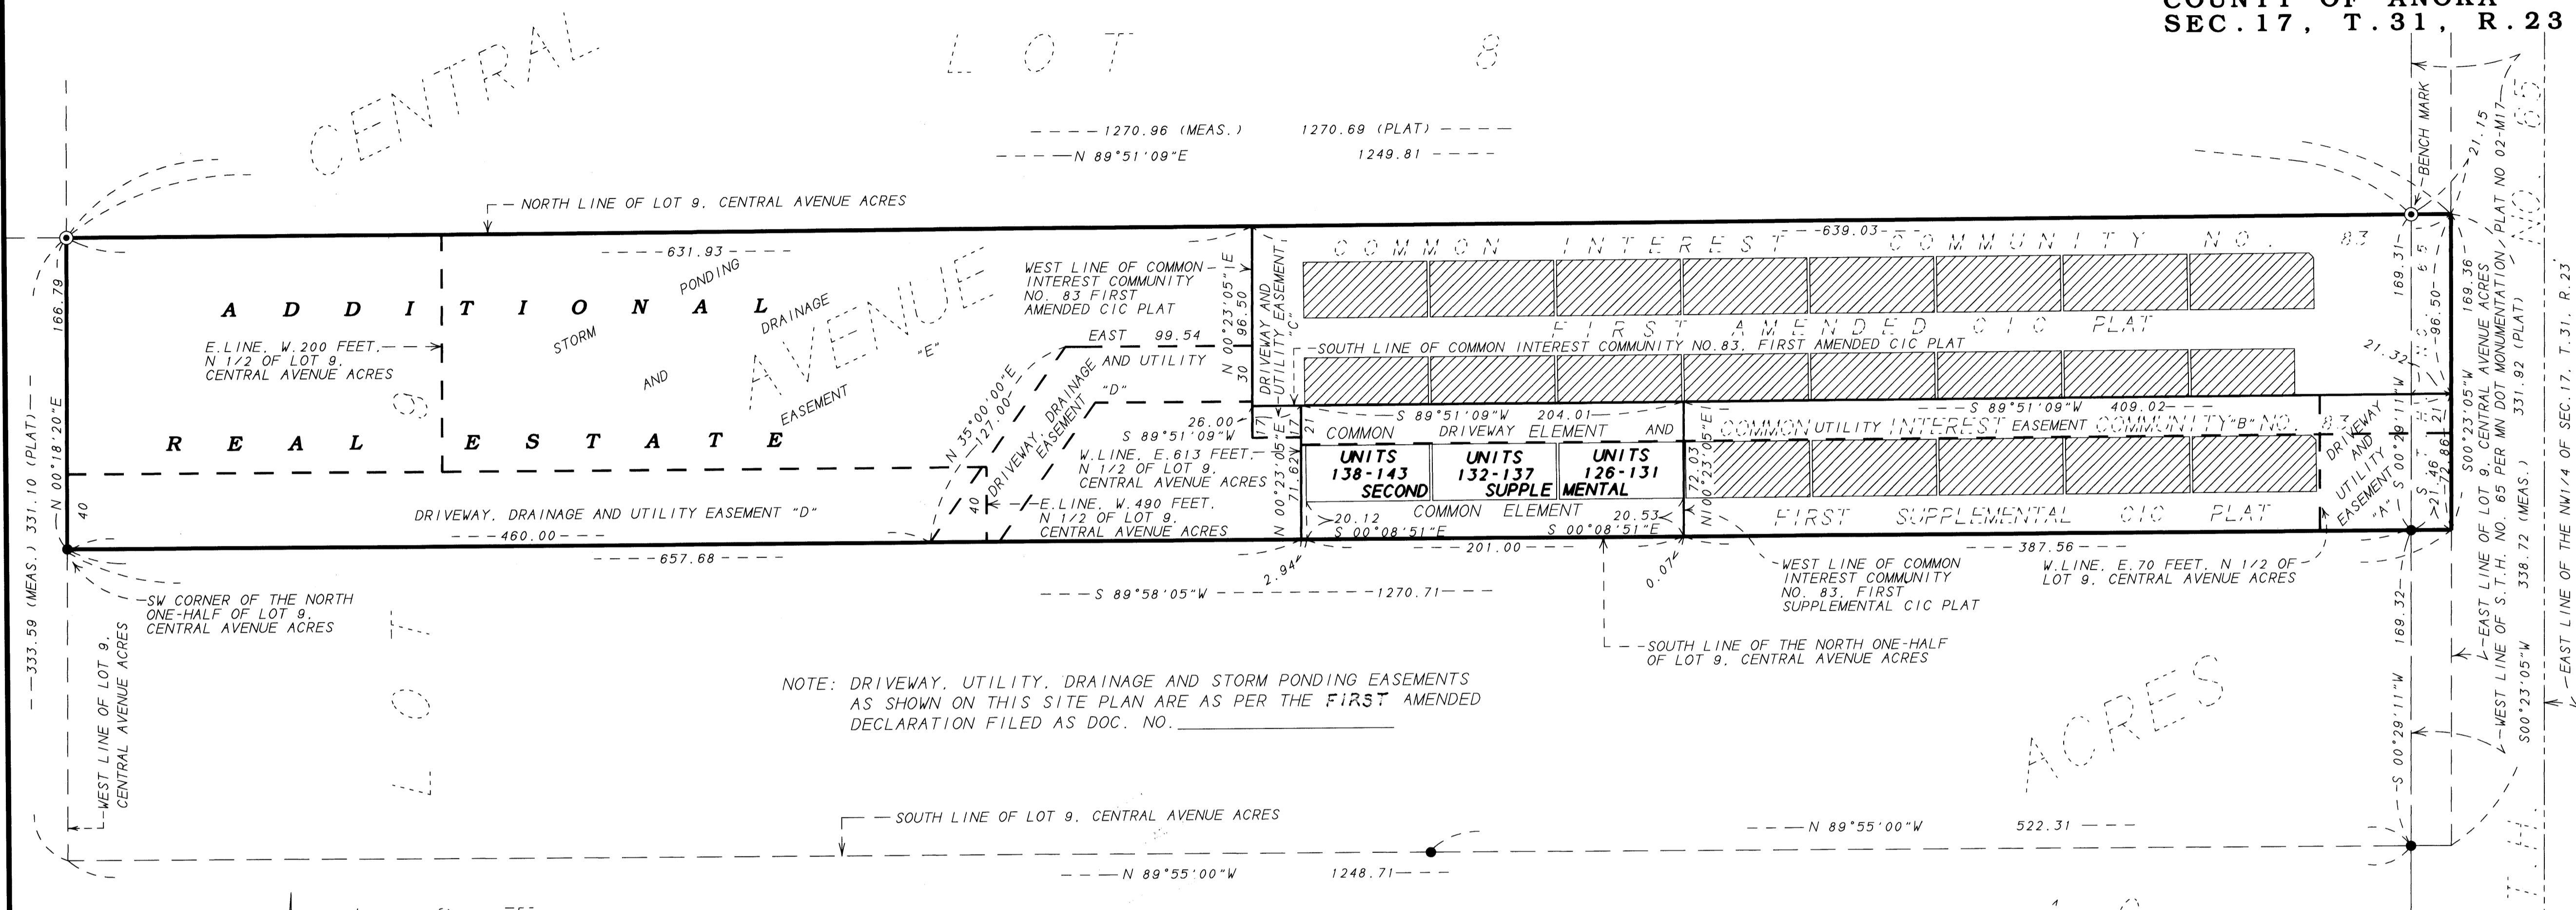 COUNTY OF ANOKA
SEC.17, T.31, R.23
CENTRAL
LOT 8
1270.96 (MEAS.) 1270.69 (PLAT)
N 89°51'09"E 1249.81
BENCH MARK
21.15
NORTH LINE OF LOT 9, CENTRAL AVENUE ACRES
631.93
639.03
COMMON INTEREST COMMUNITY NO. 83
FIRST AMENDED CIC PLAT
ADDITIONAL
REAL ESTATE
E.LINE, W.200 FEET,
N 1/2 OF LOT 9,
CENTRAL AVENUE ACRES
STORM
AND
PONDING
DRAINAGE
EASEMENT
"E"
AVENUE
WEST LINE OF COMMON
INTEREST COMMUNITY
NO. 83 FIRST
AMENDED CIC PLAT
EAST 99.54
N 00°23'05"E
96.50
30
DRIVEWAY AND
UTILITY EASEMENT
"C"
SOUTH LINE OF COMMON INTEREST COMMUNITY NO.83, FIRST AMENDED CIC PLAT
N 35°00'00"E
127.00
DRIVEWAY, DRAINAGE
AND UTILITY
EASEMENT
"D"
26.00
S 89°51'09"W
17
17
21
W.LINE, E.613 FEET,
N 1/2 OF LOT 9,
CENTRAL AVENUE ACRES
40
E.LINE, W.490 FEET,
N 1/2 OF LOT 9,
CENTRAL AVENUE ACRES
N 00°23'05"E
71.62
S 89°51'09"W 204.01
COMMON DRIVEWAY ELEMENT AND
UTILITY EASEMENT "B"
UNITS
138-143
UNITS
132-137
UNITS
126-131
SECOND SUPPLEMENTAL
COMMON ELEMENT
20.12
S 00°08'51"E
20.53
S 00°08'51"E
201.00
72.03
N 00°23'05"E
S 89°51'09"W 409.02
COMMON INTEREST COMMUNITY NO. 83
FIRST SUPPLEMENTAL CIC PLAT
387.56
DRIVEWAY
AND
UTILITY
EASEMENT
"A"
169.31
21.32
S 00°29'11"W
21.46
96.50
21
72.86
169.36
S00°23'05"W
EAST LINE OF LOT 9, CENTRAL AVENUE ACRES
WEST LINE OF S.T.H. NO. 65 PER MN DOT MONUMENTATION/PLAT NO 02-M17
S00°23'05"W 338.72 (MEAS.) 331.92 (PLAT)
EAST LINE OF THE NW1/4 OF SEC.17, T.31, R.23
NO. 65
T.H.
166.79
N 00°18'20"E
40
333.59 (MEAS.) 331.10 (PLAT)
9
DRIVEWAY, DRAINAGE AND UTILITY EASEMENT "D"
460.00
657.68
2.94
0.07
S 89°58'05"W 1270.71
SW CORNER OF THE NORTH
ONE-HALF OF LOT 9,
CENTRAL AVENUE ACRES
WEST LINE OF LOT 9,
CENTRAL AVENUE ACRES
LOT
WEST LINE OF COMMON
INTEREST COMMUNITY
NO. 83, FIRST
SUPPLEMENTAL CIC PLAT
W.LINE, E.70 FEET, N 1/2 OF
LOT 9, CENTRAL AVENUE ACRES
SOUTH LINE OF THE NORTH ONE-HALF
OF LOT 9, CENTRAL AVENUE ACRES
NOTE: DRIVEWAY, UTILITY, DRAINAGE AND STORM PONDING EASEMENTS
AS SHOWN ON THIS SITE PLAN ARE AS PER THE FIRST AMENDED
DECLARATION FILED AS DOC. NO.
ACRES
S 00°29'11"W 169.32
SOUTH LINE OF LOT 9, CENTRAL AVENUE ACRES
N 89°55'00"W 522.31
N 89°55'00"W 1248.71